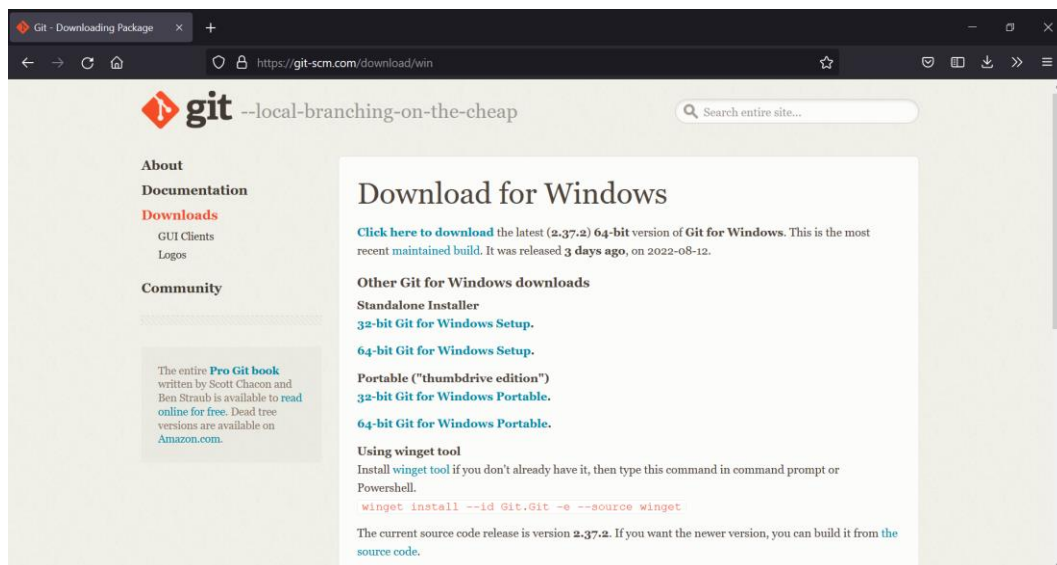 Git - Downloading Package
https://git-scm.com/download/win
git --local-branching-on-the-cheap
Search entire site...
About
Documentation
Downloads
GUI Clients
Logos
Community
The entire Pro Git book
written by Scott Chacon and
Ben Straub is available to read
online for free. Dead tree
versions are available on
Amazon.com.
Download for Windows
Click here to download the latest (2.37.2) 64-bit version of Git for Windows. This is the most
recent maintained build. It was released 3 days ago, on 2022-08-12.
Other Git for Windows downloads
Standalone Installer
32-bit Git for Windows Setup.
64-bit Git for Windows Setup.
Portable ("thumbdrive edition")
32-bit Git for Windows Portable.
64-bit Git for Windows Portable.
Using winget tool
Install winget tool if you don't already have it, then type this command in command prompt or
Powershell.
winget install --id Git.Git -e --source winget
The current source code release is version 2.37.2. If you want the newer version, you can build it from the
source code.